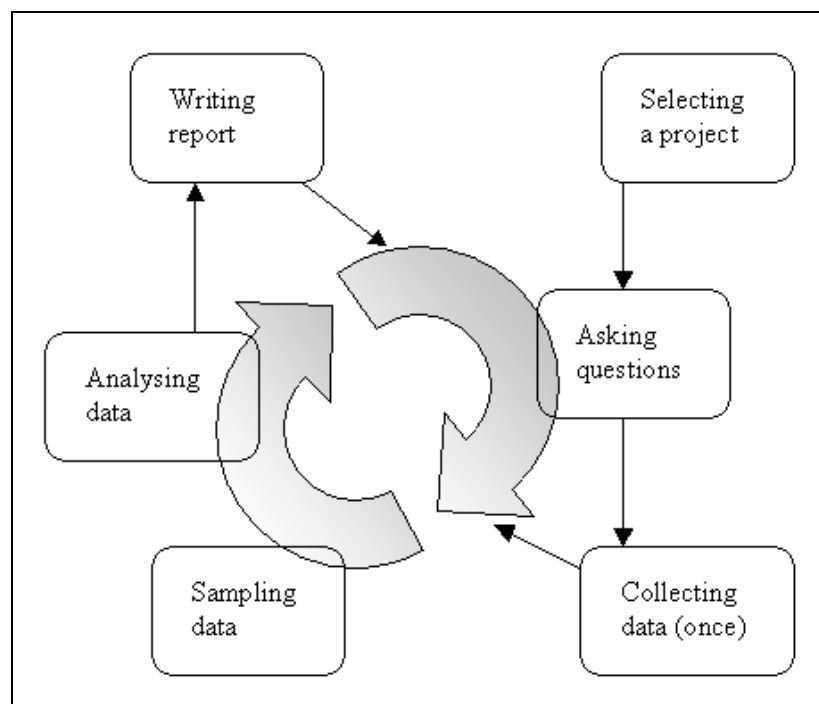 Writing
report
Selecting
a project
Asking
questions
Analysing
data
Sampling
data
Collecting
data (once)